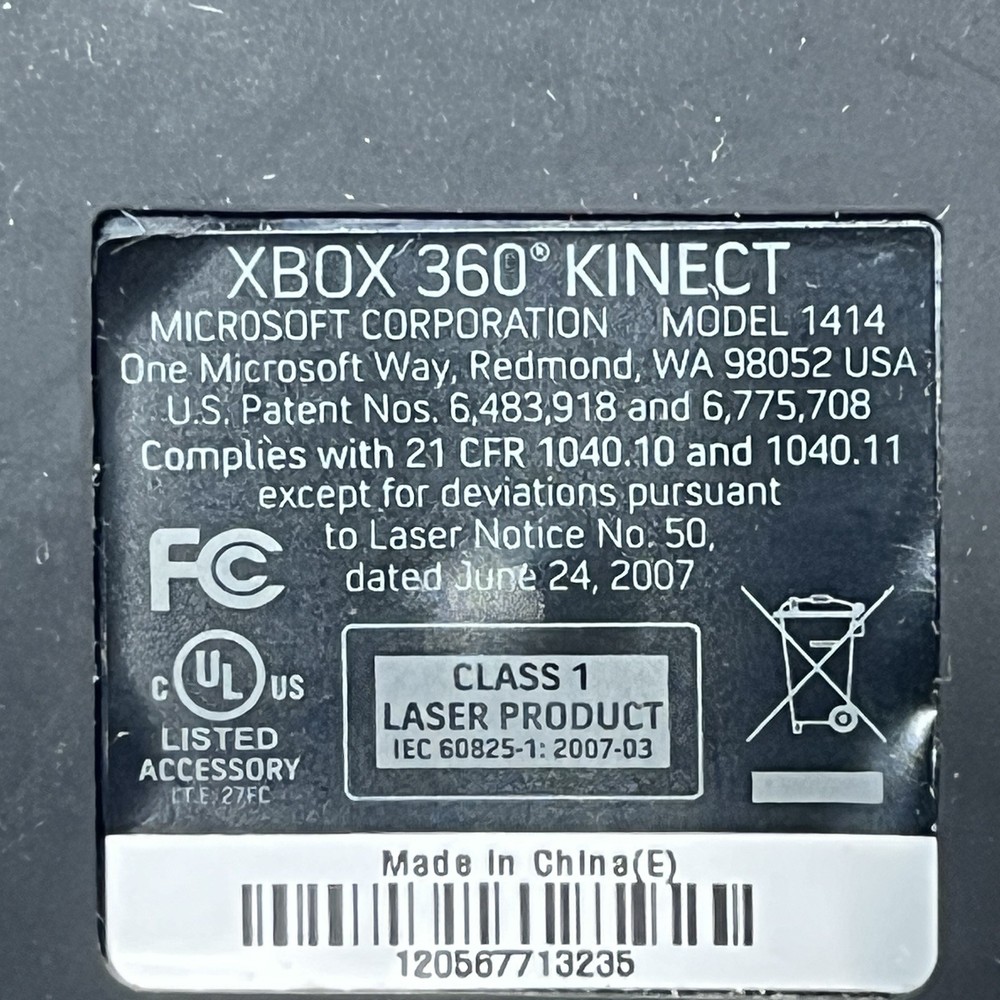 XBOX 360® KINECT
MICROSOFT CORPORATION MODEL 1414
One Microsoft Way, Redmond, WA 98052 USA
U.S. Patent Nos. 6,483,918 and 6,775,708
Complies with 21 CFR 1040.10 and 1040.11
except for deviations pursuant
to Laser Notice No. 50,
dated June 24, 2007
FC
C UL US
LISTED
ACCESSORY
I.T.E. 27FC
CLASS 1
LASER PRODUCT
IEC 60825-1: 2007-03
Made in China(E)
120567713235